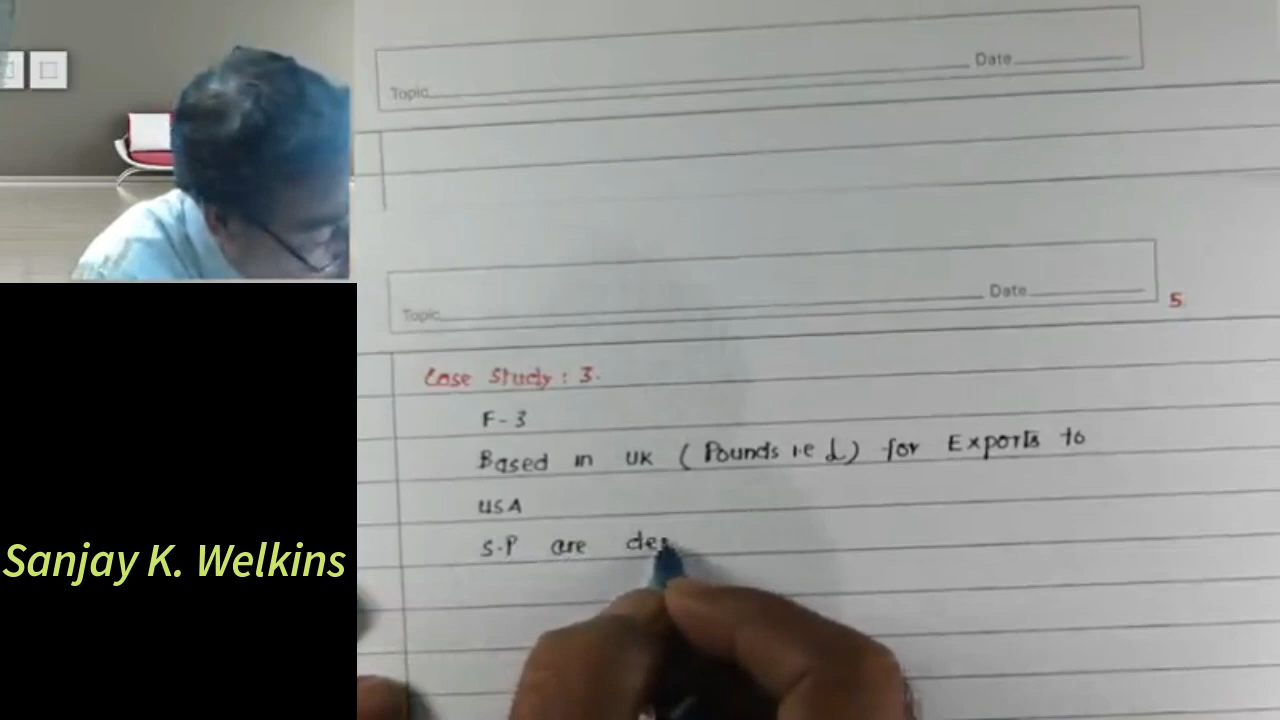 Topic
Date
Topic
Date
5
Case Study : 3.
F-3
Based in UK ( Pounds i.e £) for Exports to
USA
S.P are de
Sanjay K. Welkins